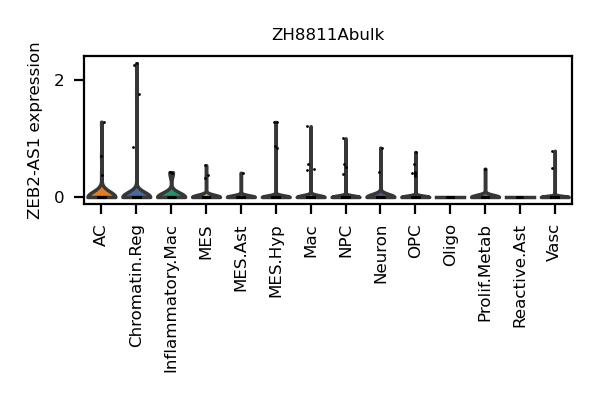 ZH8811Abulk
ZEB2-AS1 expression
2
0
AC
Chromatin.Reg
Inflammatory.Mac
MES
MES.Ast
MES.Hyp
Mac
NPC
Neuron
OPC
Oligo
Prolif.Metab
Reactive.Ast
Vasc